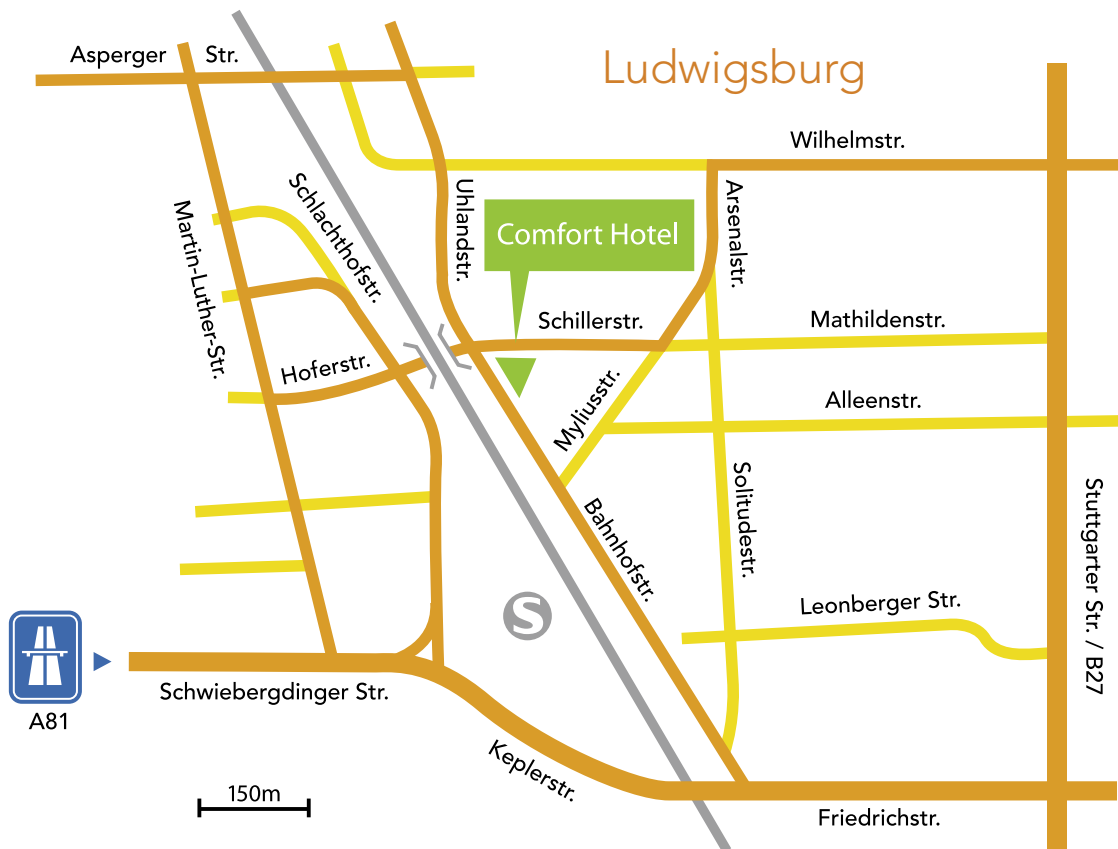 Asperger Str.
Ludwigsburg
Wilhelmstr.
Schlachthofstr.
Uhlandstr.
Arsenalstr.
Martin-Luther-Str.
Comfort Hotel
Schillerstr.
Mathildenstr.
Hoferstr.
Myliusstr.
Alleenstr.
Solitudestr.
Bahnhofstr.
Stuttgarter Str. / B27
S
Leonberger Str.
Schwiebergdinger Str.
A81
Keplerstr.
150m
Friedrichstr.